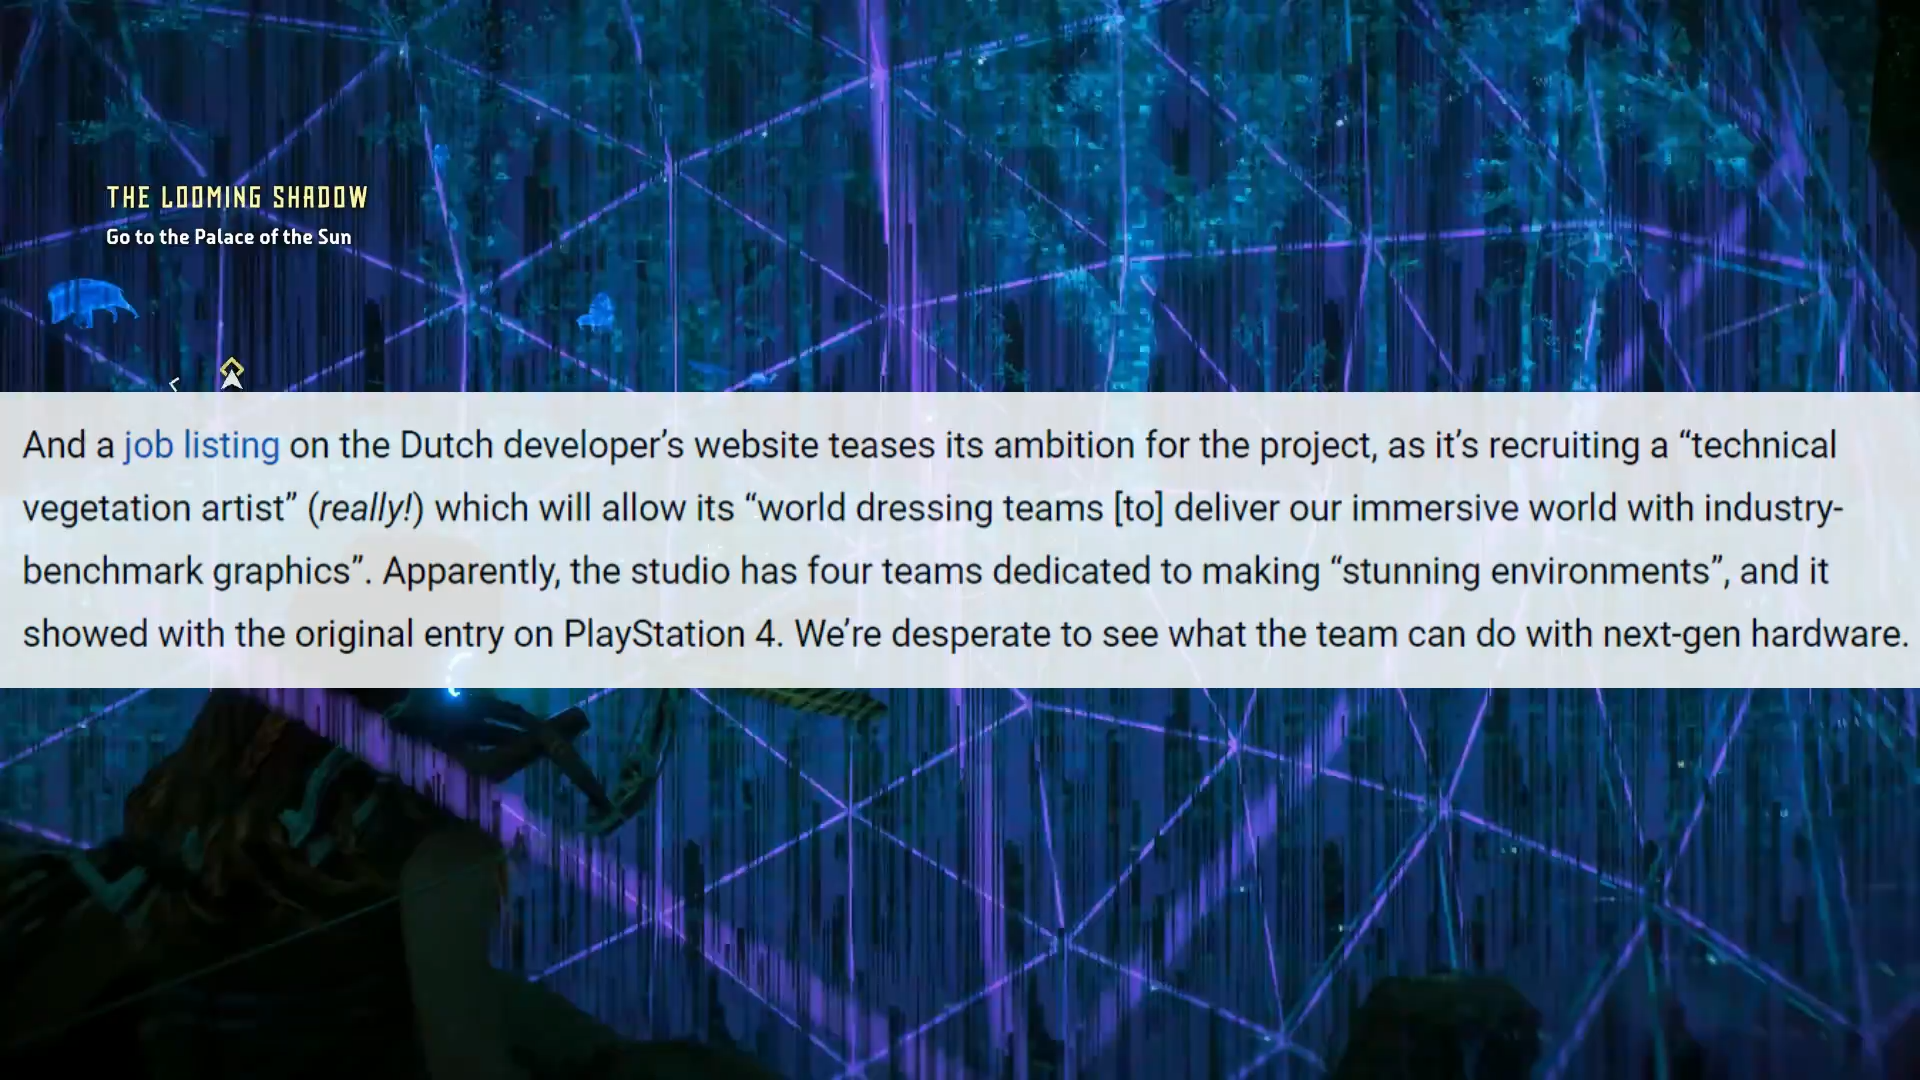 THE LOOMING SHADOW
Go to the Palace of the Sun
And a job listing on the Dutch developer’s website teases its ambition for the project, as it’s recruiting a “technical
vegetation artist” (really!) which will allow its “world dressing teams [to] deliver our immersive world with industry-
benchmark graphics”. Apparently, the studio has four teams dedicated to making “stunning environments”, and it
showed with the original entry on PlayStation 4. We’re desperate to see what the team can do with next-gen hardware.